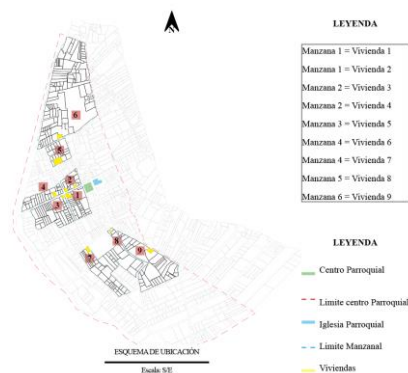 LEYENDA
Manzana 1 = Vivienda 1
Manzana 1 = Vivienda 2
Manzana 2 = Vivienda 3
Manzana 2 = Vivienda 4
Manzana 3 = Vivienda 5
Manzana 4 = Vivienda 6
Manzana 4 = Vivienda 7
Manzana 5 = Vivienda 8
Manzana 6 = Vivienda 9
6
5
4
2
1
3
8
9
7
LEYENDA
Centro Parroquial
Limite centro Parroquial
Iglesia Parroquial
Limite Manzanal
Viviendas
ESQUEMA DE UBICACIÓN
Escala: S/E